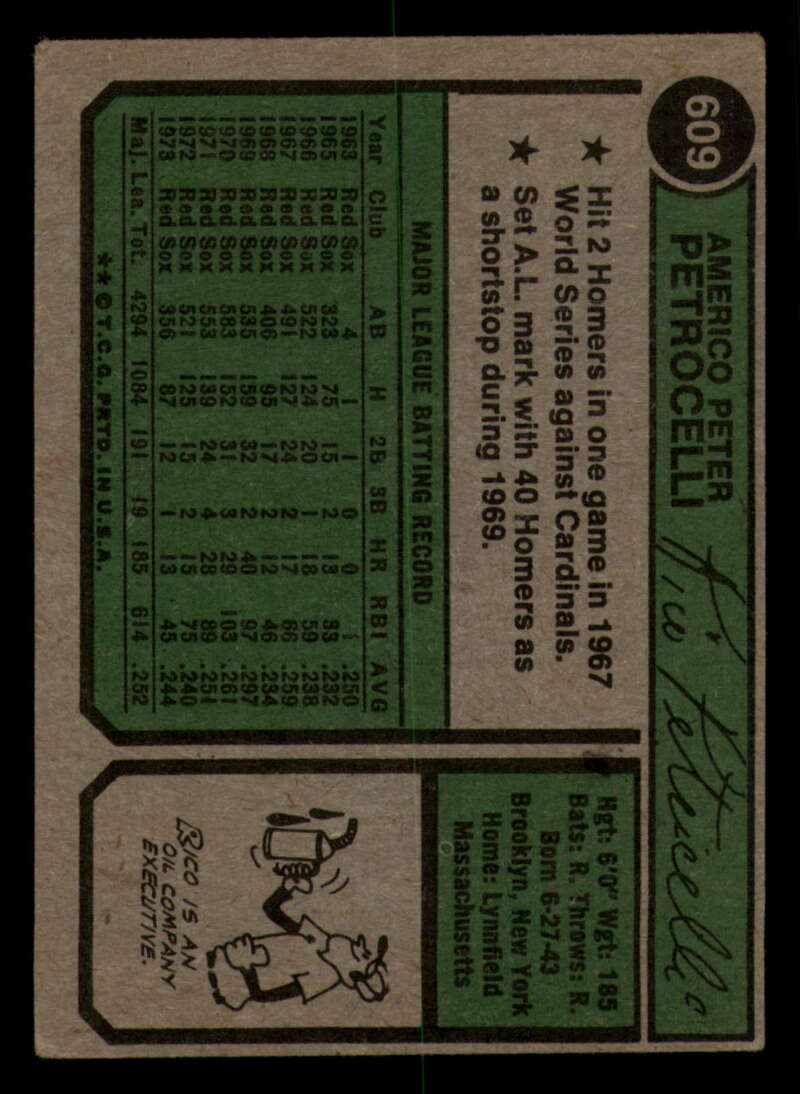 609
AMERICO PETER
PETROCELLI
Rico Petrocelli
★ Hit 2 Homers in one game in 1967
World Series against Cardinals.
★ Set A.L. mark with 40 Homers as
a shortstop during 1969.
Hgt: 6'0" Wgt: 185
Bats: R. Throws: R.
Born 6-27-43
Brooklyn, New York
Home: Lynnfield
Massachusetts
MAJOR LEAGUE BATTING RECORD
Year Club AB H 2B 3B HR RBI AVG
1963 Red Sox 4 1 1 0 0 1 .250
1965 Red Sox 323 75 15 2 13 33 .232
1966 Red Sox 522 124 20 1 18 59 .238
1967 Red Sox 491 127 24 2 17 66 .259
1968 Red Sox 406 95 17 2 12 46 .234
1969 Red Sox 535 159 32 2 40 97 .297
1970 Red Sox 583 152 31 3 29 103 .261
1971 Red Sox 553 139 24 4 28 89 .251
1972 Red Sox 521 125 15 2 15 75 .240
1973 Red Sox 356 87 12 1 13 45 .244
Maj. Lea. Tot. 4294 1084 191 19 185 614 .252
**©T.C.G. PRTD. IN U.S.A.
RICO IS AN
OIL COMPANY
EXECUTIVE.